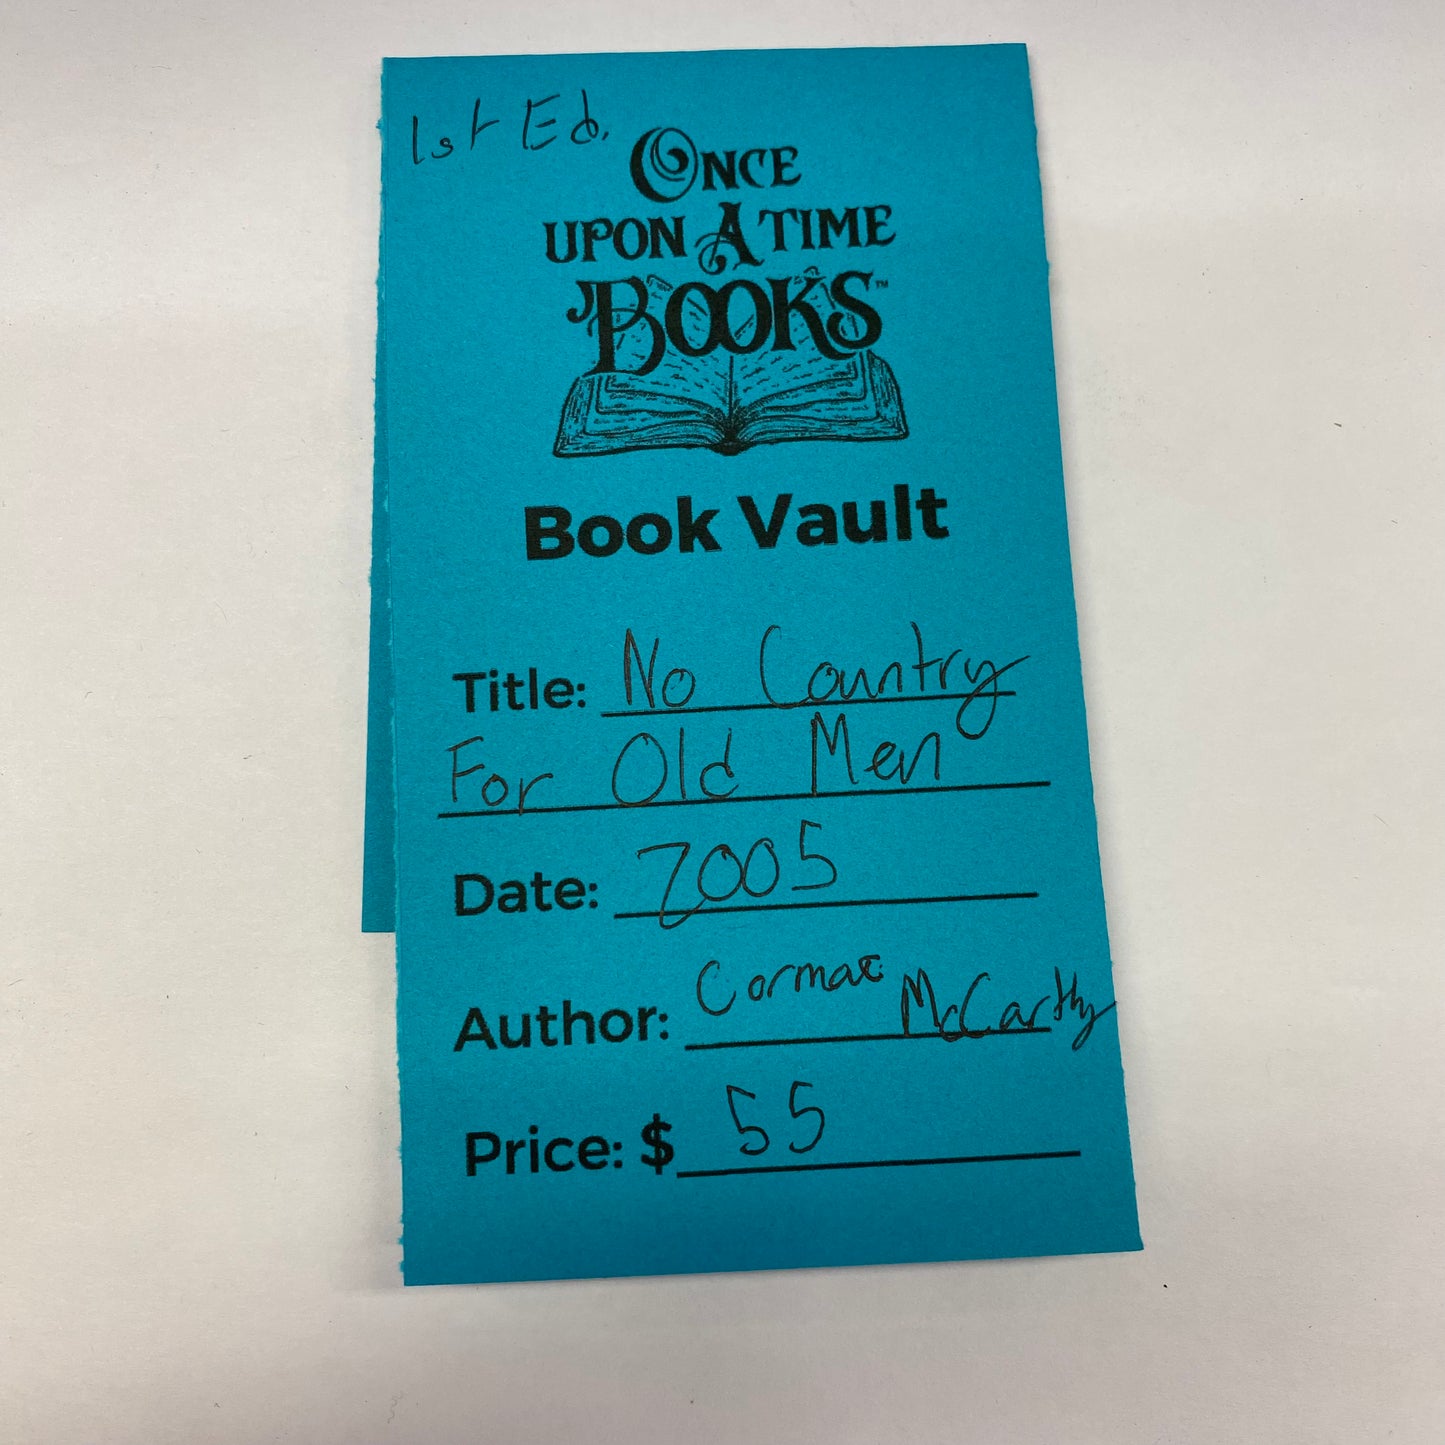 1st Ed.
ONCE
UPON A TIME
BOOKS™
Book Vault
Title: No Country
For Old Men
Date: 2005
Author: Cormac McCarthy
Price: $ 55